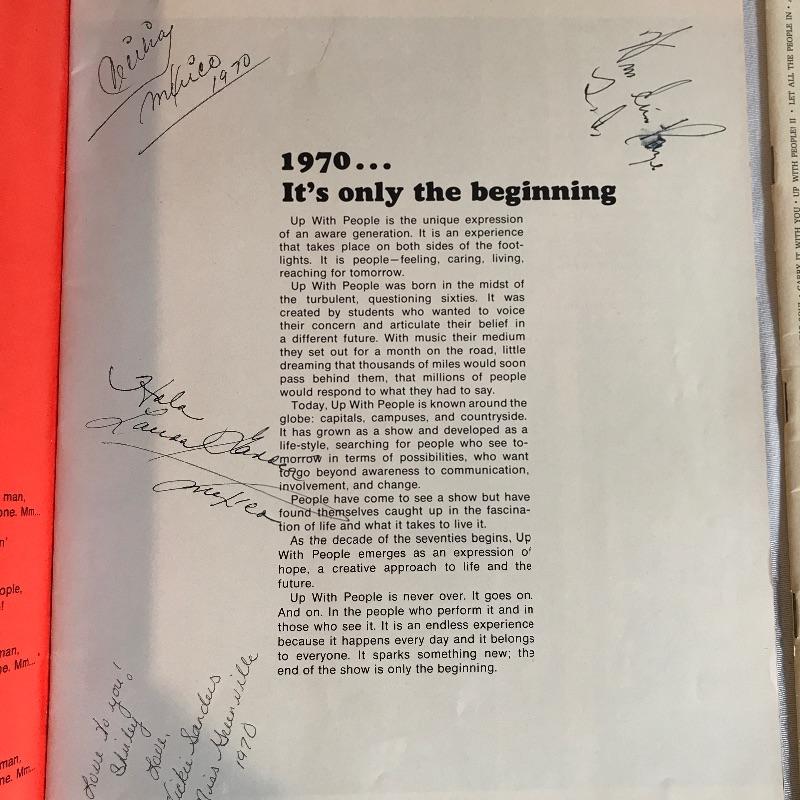 Mexico
1970
1970...
It's only the beginning
Up With People is the unique expression
of an aware generation. It is an experience
that takes place on both sides of the foot-
lights. It is people—feeling, caring, living,
reaching for tomorrow.
Up With People was born in the midst of
the turbulent, questioning sixties. It was
created by students who wanted to voice
their concern and articulate their belief in
a different future. With music their medium
they set out for a month on the road, little
dreaming that thousands of miles would soon
pass behind them, that millions of people
would respond to what they had to say.
Today, Up With People is known around the
globe: capitals, campuses, and countryside.
It has grown as a show and developed as a
life-style, searching for people who see to-
morrow in terms of possibilities, who want
to go beyond awareness to communication,
involvement, and change.
People have come to see a show but have
found themselves caught up in the fascina-
tion of life and what it takes to live it.
As the decade of the seventies begins, Up
With People emerges as an expression of
hope, a creative approach to life and the
future.
Up With People is never over. It goes on.
And on. In the people who perform it and in
those who see it. It is an endless experience
because it happens every day and it belongs
to everyone. It sparks something new; the
end of the show is only the beginning.
Hola
Laura
Mexico
Love to you!
Shirley
Love,
Vickie Sanders
Miss Greenville
1970
man,
one. Mm...
n'
ople,
man,
ne. Mm...
man,
ne. Mm...
CARRY IT WITH YOU • UP WITH PEOPLE! II • LET ALL THE PEOPLE IN •